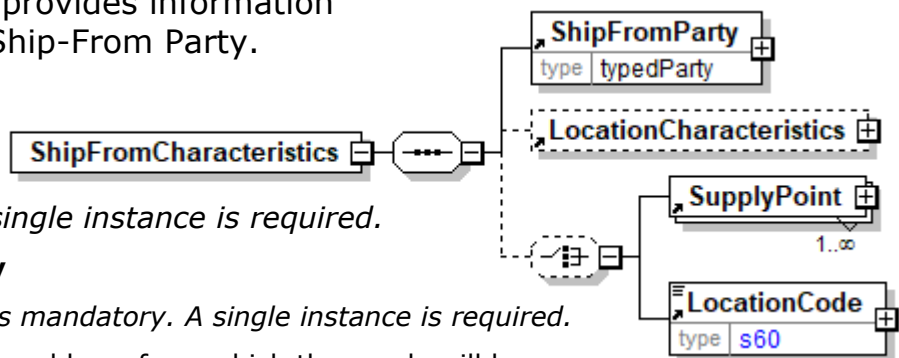 provides information
Ship-From Party.
ShipFromParty
type typedParty
LocationCharacteristics
ShipFromCharacteristics
SupplyPoint
1..∞
single instance is required.
y
s mandatory. A single instance is required.
LocationCode
type s60